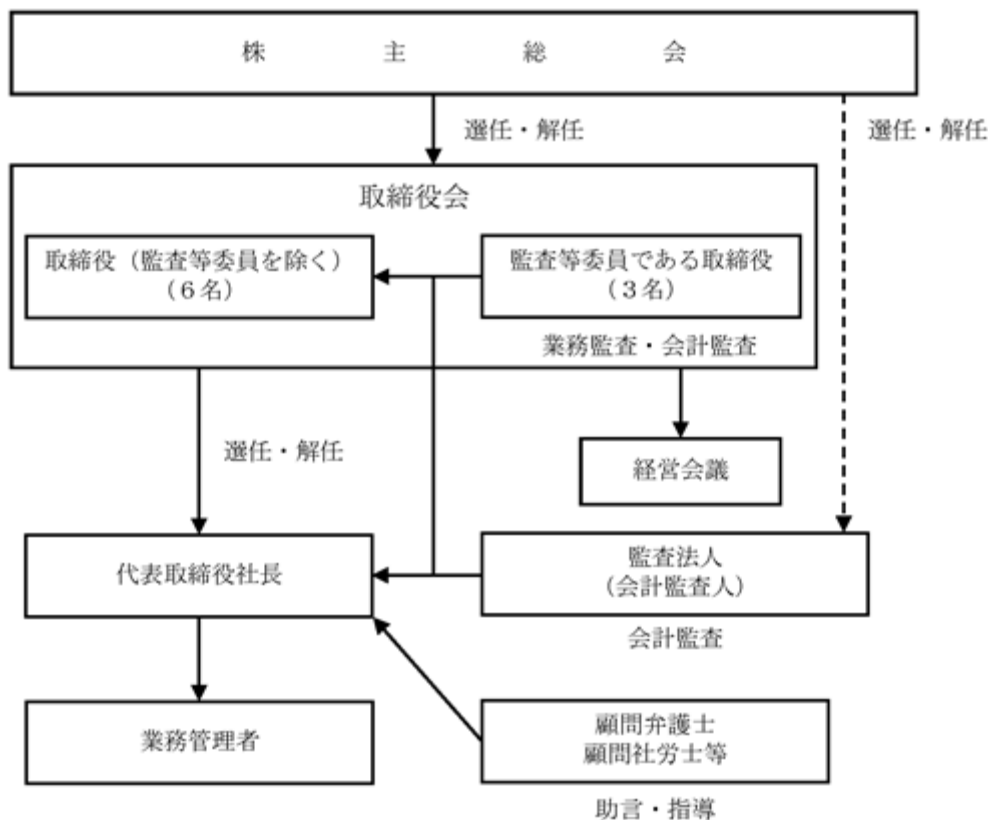 株主総会
選任・解任
選任・解任
取締役会
取締役（監査等委員を除く）
（６名）
監査等委員である取締役
（３名）
業務監査・会計監査
選任・解任
経営会議
代表取締役社長
監査法人
（会計監査人）
会計監査
業務管理者
顧問弁護士
顧問社労士等
助言・指導